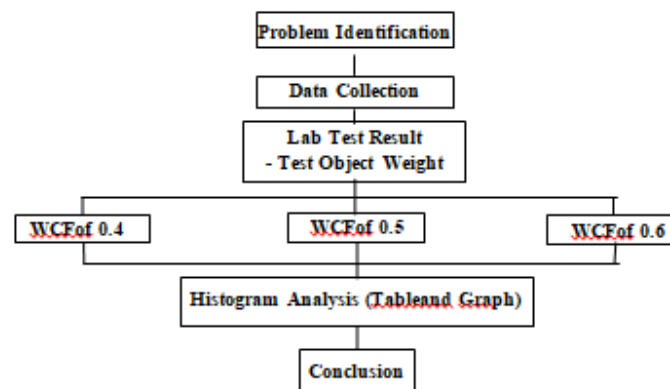 Problem Identification
Data Collection
Lab Test Result
- Test Object Weight
WCFof 0.4
WCFof 0.5
WCFof 0.6
Histogram Analysis (Tableand Graph)
Conclusion